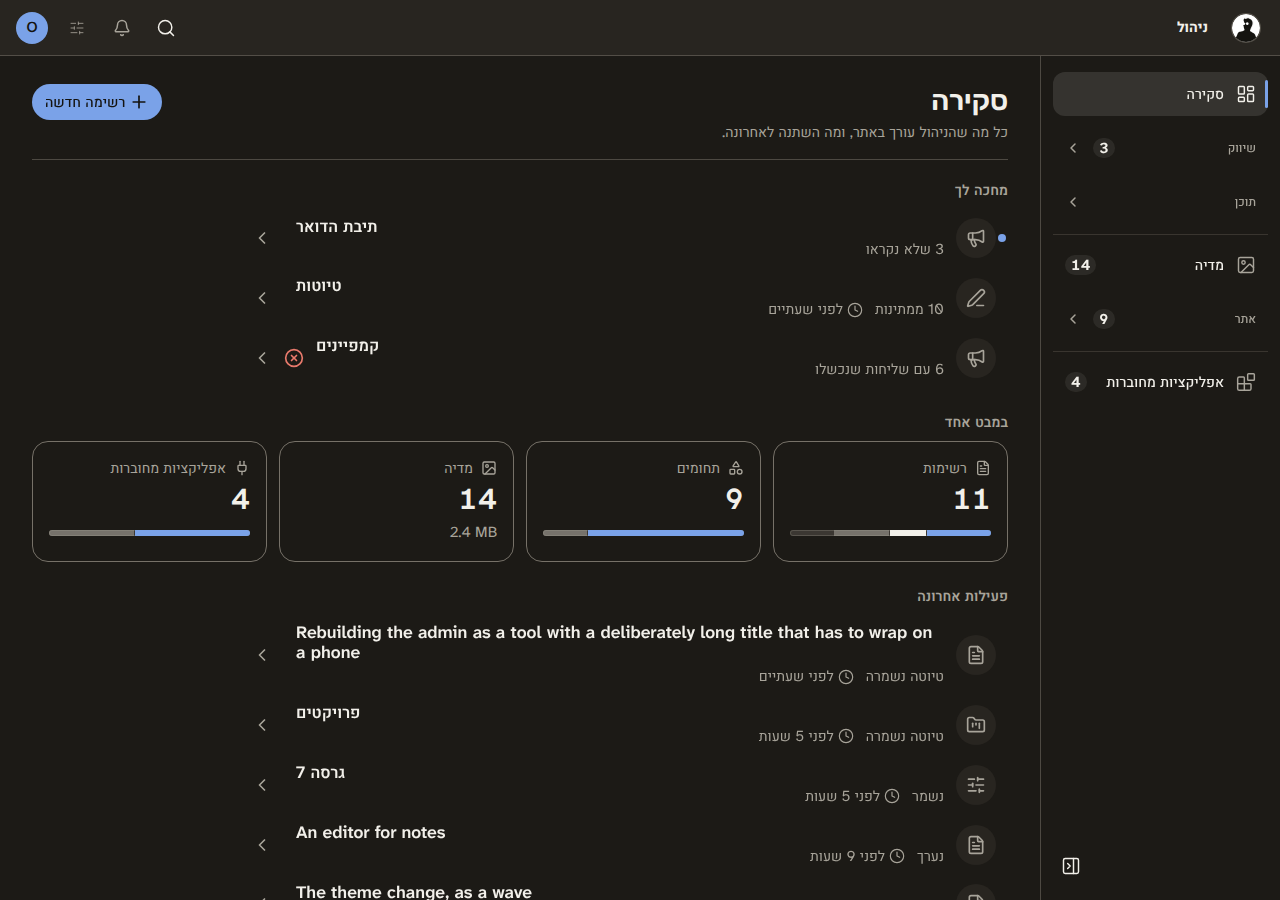 ניהול
O
סקירה
שיווק
3
תוכן
מדיה
14
אתר
9
אפליקציות מחוברות
4
סקירה
רשימה חדשה
כל מה שהניהול עורך באתר, ומה השתנה לאחרונה.
מחכה לך
תיבת הדואר
3 שלא נקראו
טיוטות
10 ממתינות לפני שעתיים
קמפיינים
6 עם שליחות שנכשלו
במבט אחד
רשימות
11
תחומים
9
מדיה
14
2.4 MB
אפליקציות מחוברות
4
פעילות אחרונה
Rebuilding the admin as a tool with a deliberately long title that has to wrap on
a phone
טיוטה נשמרה לפני שעתיים
פרויקטים
טיוטה נשמרה לפני 5 שעות
גרסה 7
נשמר לפני 5 שעות
An editor for notes
נערך לפני 9 שעות
The theme change, as a wave